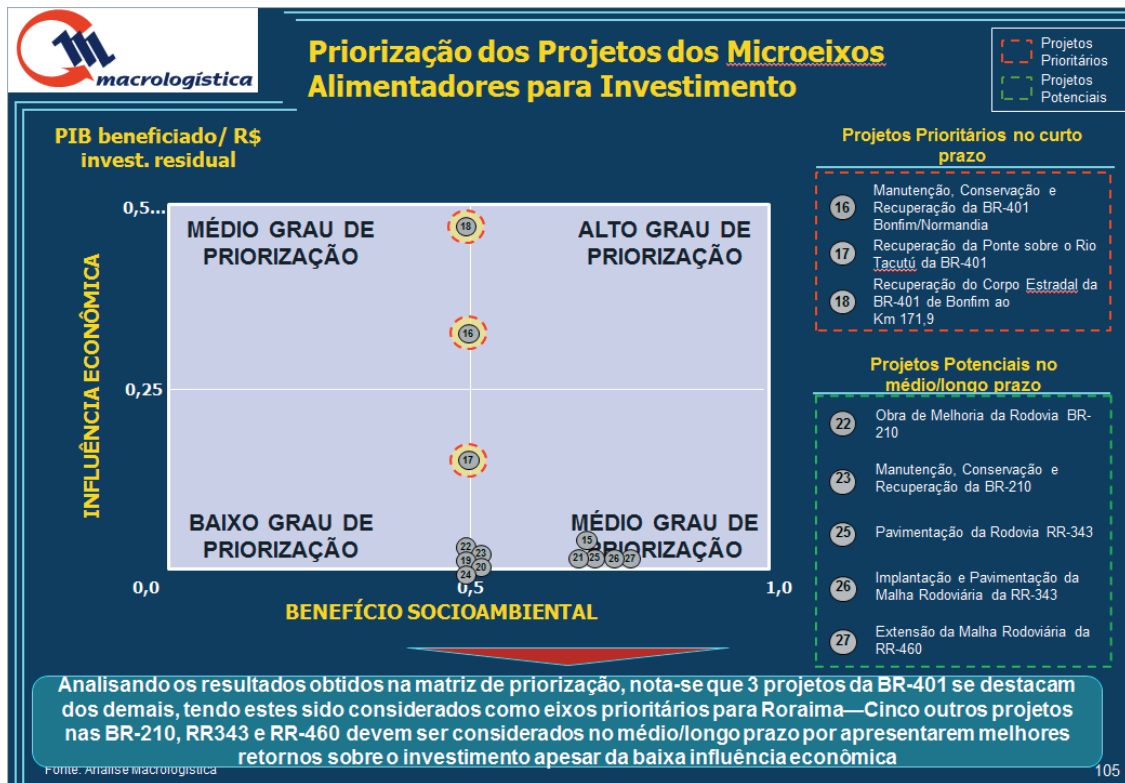 macrologística
Priorização dos Projetos dos Microeixos
Alimentadores para Investimento
Projetos
Prioritários
Projetos
Potenciais
PIB beneficiado/ R$
invest. residual
INFLUÊNCIA ECONÔMICA
0,5...
0,25
0,0
0,5
1,0
BENEFÍCIO SOCIOAMBIENTAL
MÉDIO GRAU DE
PRIORIZAÇÃO
ALTO GRAU DE
PRIORIZAÇÃO
BAIXO GRAU DE
PRIORIZAÇÃO
MÉDIO GRAU DE
PRIORIZAÇÃO
18
16
17
22
23
19
20
24
15
21
25
26
27
Projetos Prioritários no curto
prazo
16
Manutenção, Conservação e
Recuperação da BR-401
Bonfim/Normandia
17
Recuperação da Ponte sobre o Rio
Tacutú da BR-401
18
Recuperação do Corpo Estradal da
BR-401 de Bonfim ao
Km 171,9
Projetos Potenciais no
médio/longo prazo
22
Obra de Melhoria da Rodovia BR-
210
23
Manutenção, Conservação e
Recuperação da BR-210
25
Pavimentação da Rodovia RR-343
26
Implantação e Pavimentação da
Malha Rodoviária da RR-343
27
Extensão da Malha Rodoviária da
RR-460
Analisando os resultados obtidos na matriz de priorização, nota-se que 3 projetos da BR-401 se destacam
dos demais, tendo estes sido considerados como eixos prioritários para Roraima—Cinco outros projetos
nas BR-210, RR343 e RR-460 devem ser considerados no médio/longo prazo por apresentarem melhores
retornos sobre o investimento apesar da baixa influência econômica
Fonte: Análise Macrologística
105